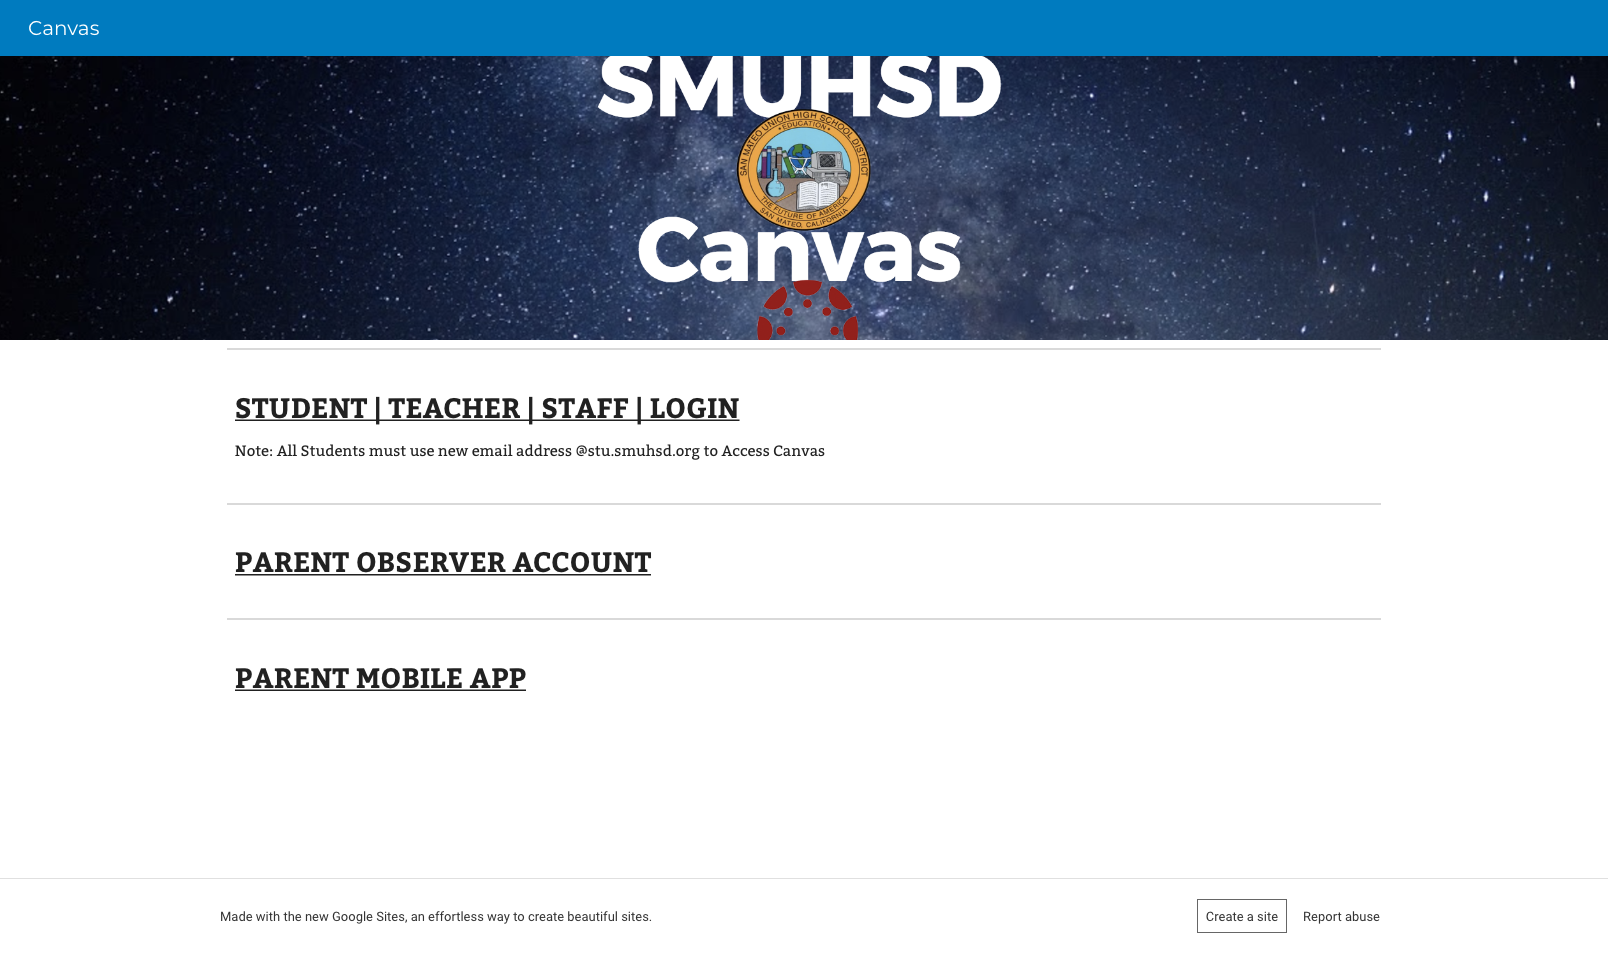 Canvas
SMUHSD
SAN MATEO UNION HIGH SCHOOL DISTRICT
• EDUCATION •
THE FUTURE OF AMERICA
SAN MATEO, CALIFORNIA
Canvas
STUDENT | TEACHER | STAFF | LOGIN
Note: All Students must use new email address @stu.smuhsd.org to Access Canvas
PARENT OBSERVER ACCOUNT
PARENT MOBILE APP
Made with the new Google Sites, an effortless way to create beautiful sites.
Create a site
Report abuse